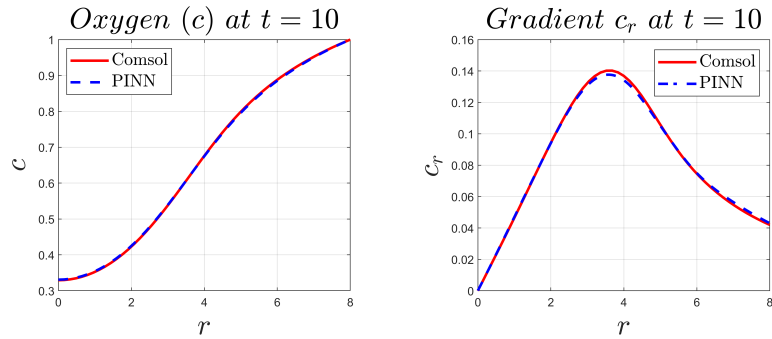 Oxygen (c) at t = 10
1
0.9
0.8
0.7
0.6
0.5
0.4
0.3
0
2
4
6
8
c
r
Comsol
PINN
Gradient c_r at t = 10
0.16
0.14
0.12
0.1
0.08
0.06
0.04
0.02
0
0
2
4
6
8
c_r
r
Comsol
PINN